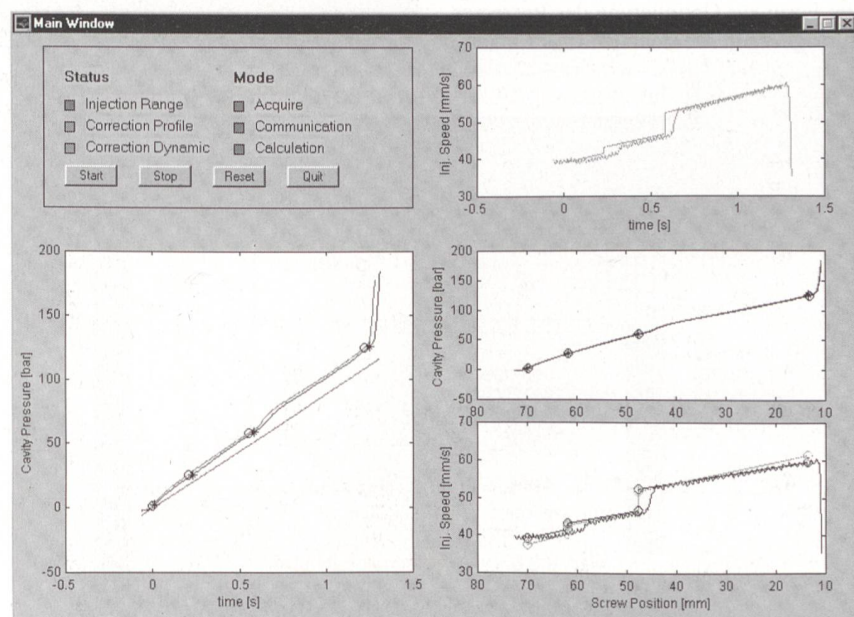 Main Window
Status
Mode
Injection Range
Acquire
Correction Profile
Communication
Correction Dynamic
Calculation
Start
Stop
Reset
Quit
Inj. Speed [mm/s]
70
60
50
40
30
-0.5
0
0.5
1
1.5
time [s]
Cavity Pressure [bar]
200
150
100
50
0
-50
-0.5
0
0.5
1
1.5
time [s]
Cavity Pressure [bar]
200
150
100
50
0
-50
80
70
60
50
40
30
20
10
Inj. Speed [mm/s]
70
60
50
40
30
80
70
60
50
40
30
20
10
Screw Position [mm]